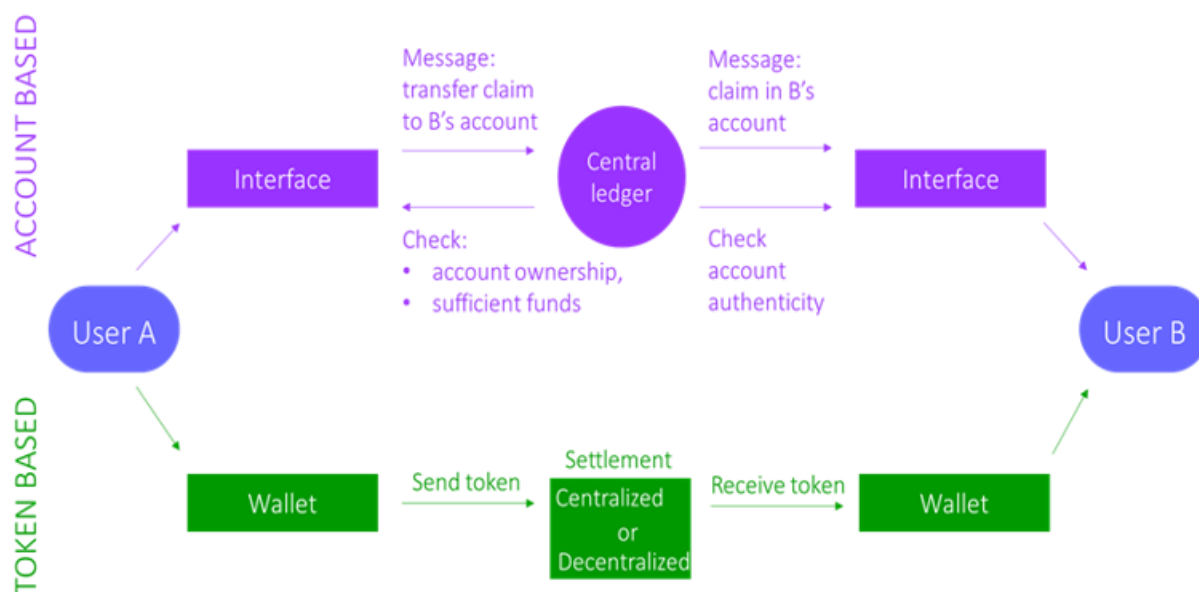 ACCOUNT BASED
Message:
transfer claim
to B's account
Message:
claim in B's
account
Interface
Central
ledger
Interface
Check:
• account ownership,
• sufficient funds
Check
account
authenticity
User A
User B
TOKEN BASED
Wallet
Send token
Settlement
Centralized
or
Decentralized
Receive token
Wallet